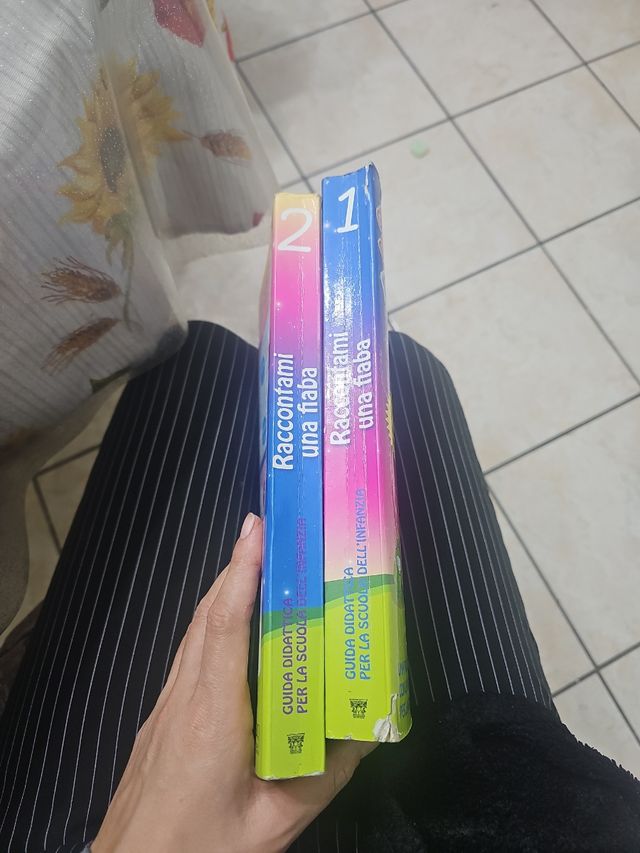 2
Raccontami
una fiaba
GUIDA DIDATTICA
PER LA SCUOLA DELL'INFANZIA
1
Raccontami
una fiaba
GUIDA DIDATTICA
PER LA SCUOLA DELL'INFANZIA